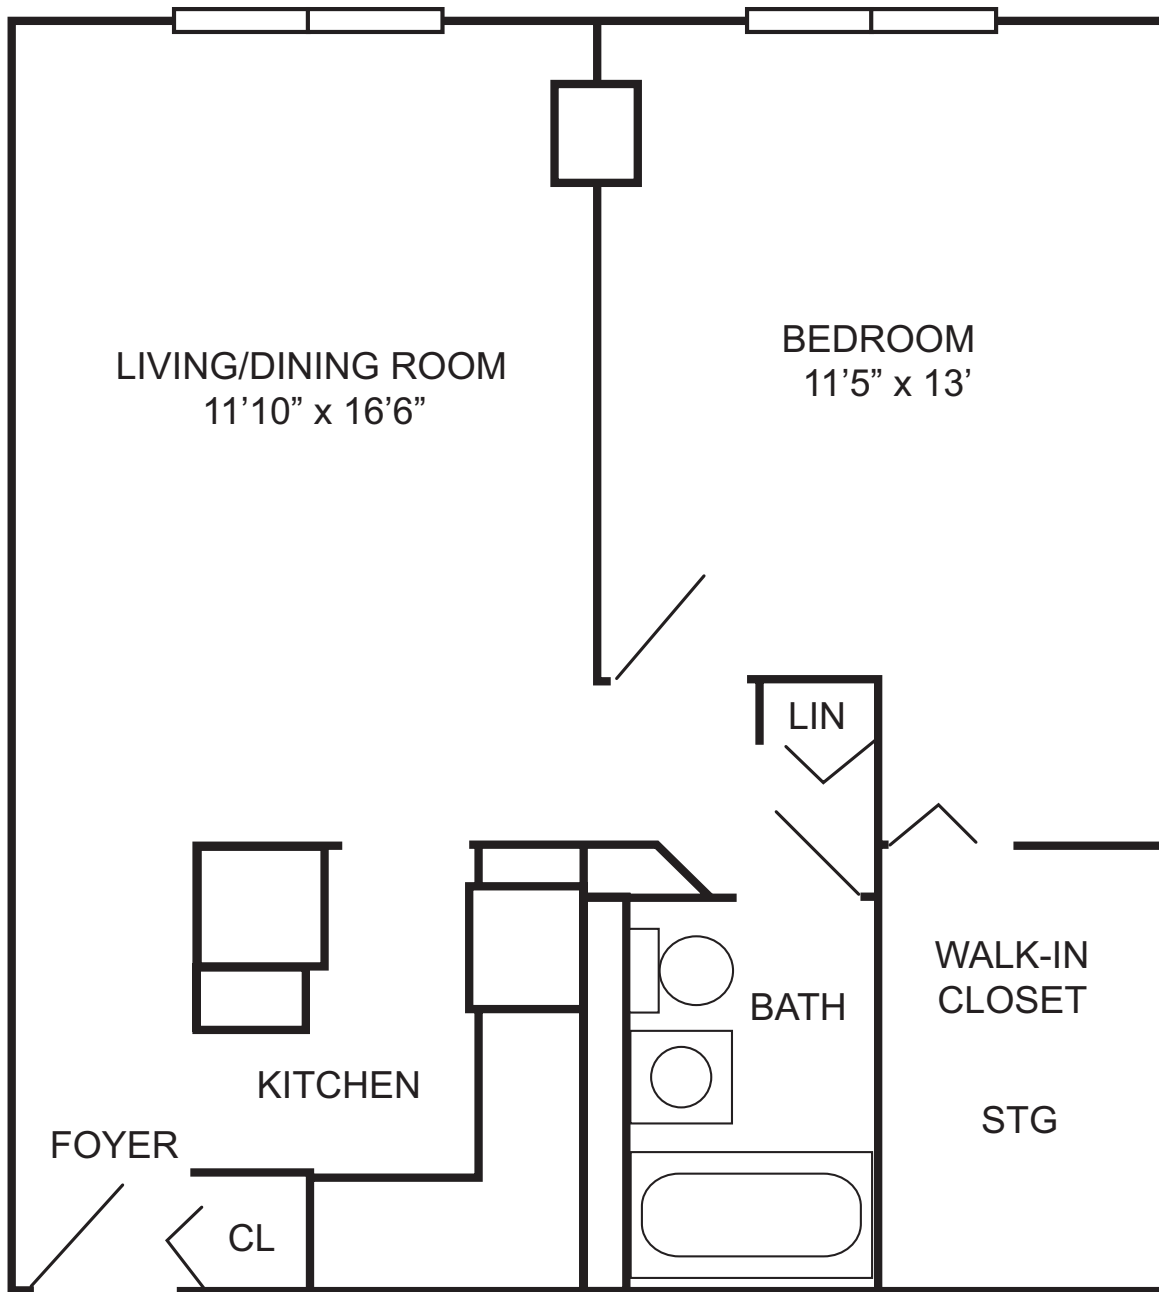 LIVING/DINING ROOM
11’10” x 16’6”
BEDROOM
11’5” x 13’
LIN
WALK-IN
CLOSET
BATH
KITCHEN
STG
FOYER
CL